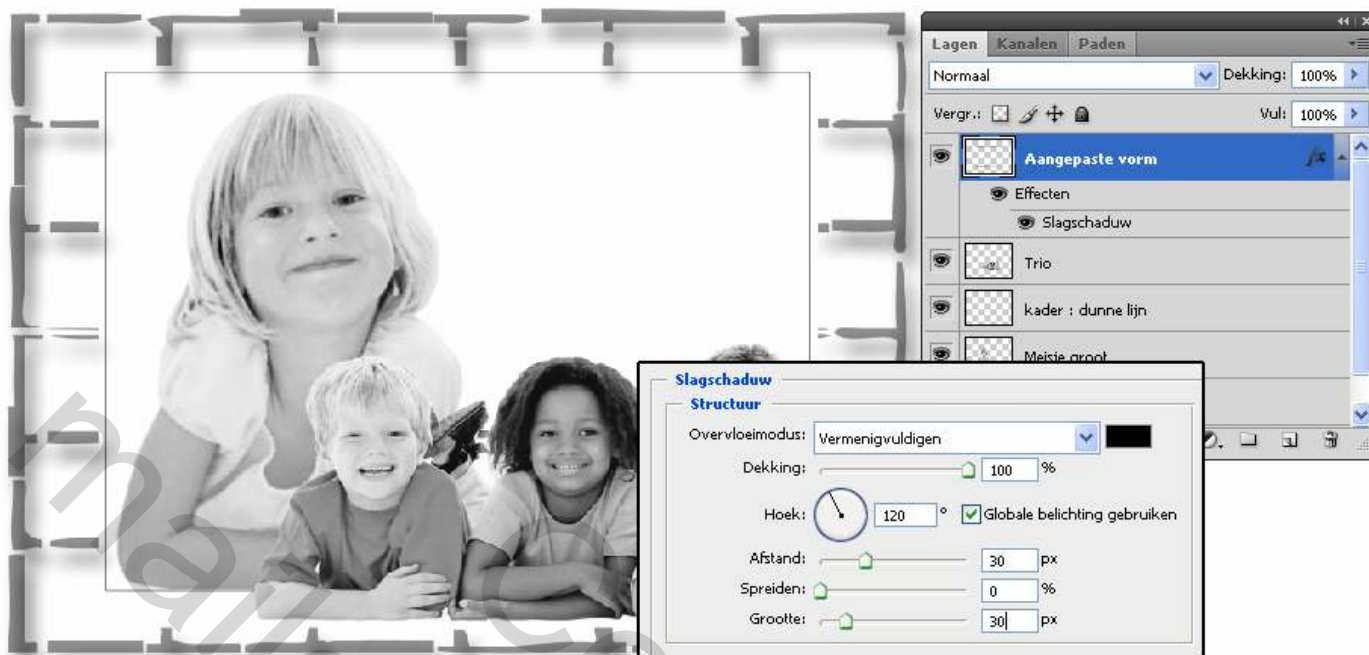 Lagen Kanalen Paden
Normaal Dekking: 100%
Vergr.: Vul: 100%
Aangepaste vorm fx
Effecten
Slagschaduw
Trio
kader : dunne lijn
Meisje groot
Slagschaduw
Structuur
Overvloeimodus: Vermenigvuldigen
Dekking: 100 %
Hoek: 120 ° Globale belichting gebruiken
Afstand: 30 px
Spreiden: 0 %
Grootte: 30 px